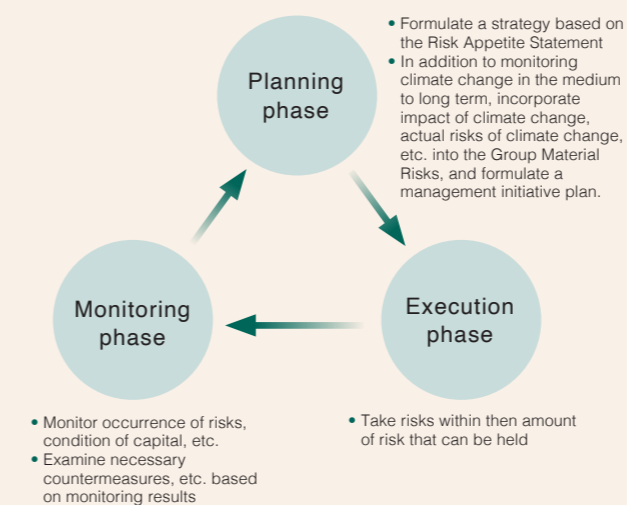 Planning
phase
• Formulate a strategy based on
the Risk Appetite Statement
• In addition to monitoring
climate change in the medium
to long term, incorporate
impact of climate change,
actual risks of climate change,
etc. into the Group Material
Risks, and formulate a
management initiative plan.
Execution
phase
• Take risks within then amount
of risk that can be held
Monitoring
phase
• Monitor occurrence of risks,
condition of capital, etc.
• Examine necessary
countermeasures, etc. based
on monitoring results